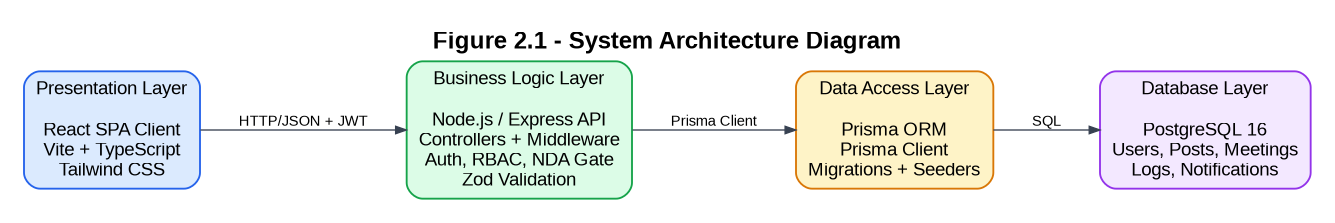 Figure 2.1 - System Architecture Diagram
Presentation Layer
React SPA Client
Vite + TypeScript
Tailwind CSS
HTTP/JSON + JWT
Business Logic Layer
Node.js / Express API
Controllers + Middleware
Auth, RBAC, NDA Gate
Zod Validation
Prisma Client
Data Access Layer
Prisma ORM
Prisma Client
Migrations + Seeders
SQL
Database Layer
PostgreSQL 16
Users, Posts, Meetings
Logs, Notifications